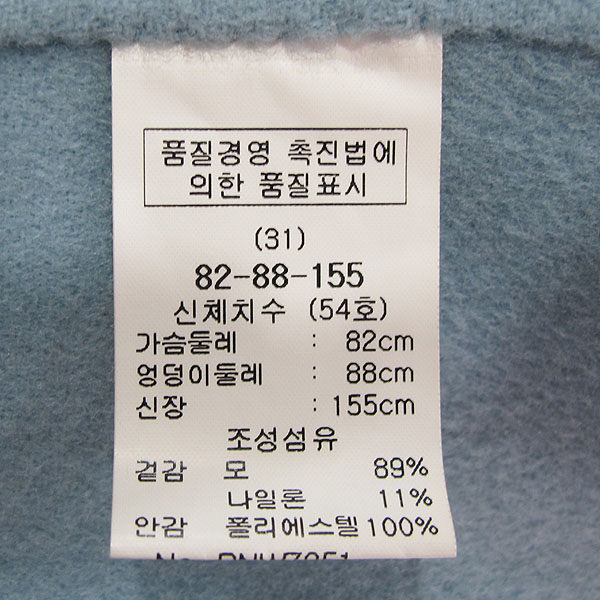 품질경영 촉진법에
의한 품질표시
(31)
82-88-155
신체치수 (54호)
가슴둘레 : 82cm
엉덩이둘레 : 88cm
신장 : 155cm
조성섬유
겉감 모 89%
나일론 11%
안감 폴리에스텔 100%
No